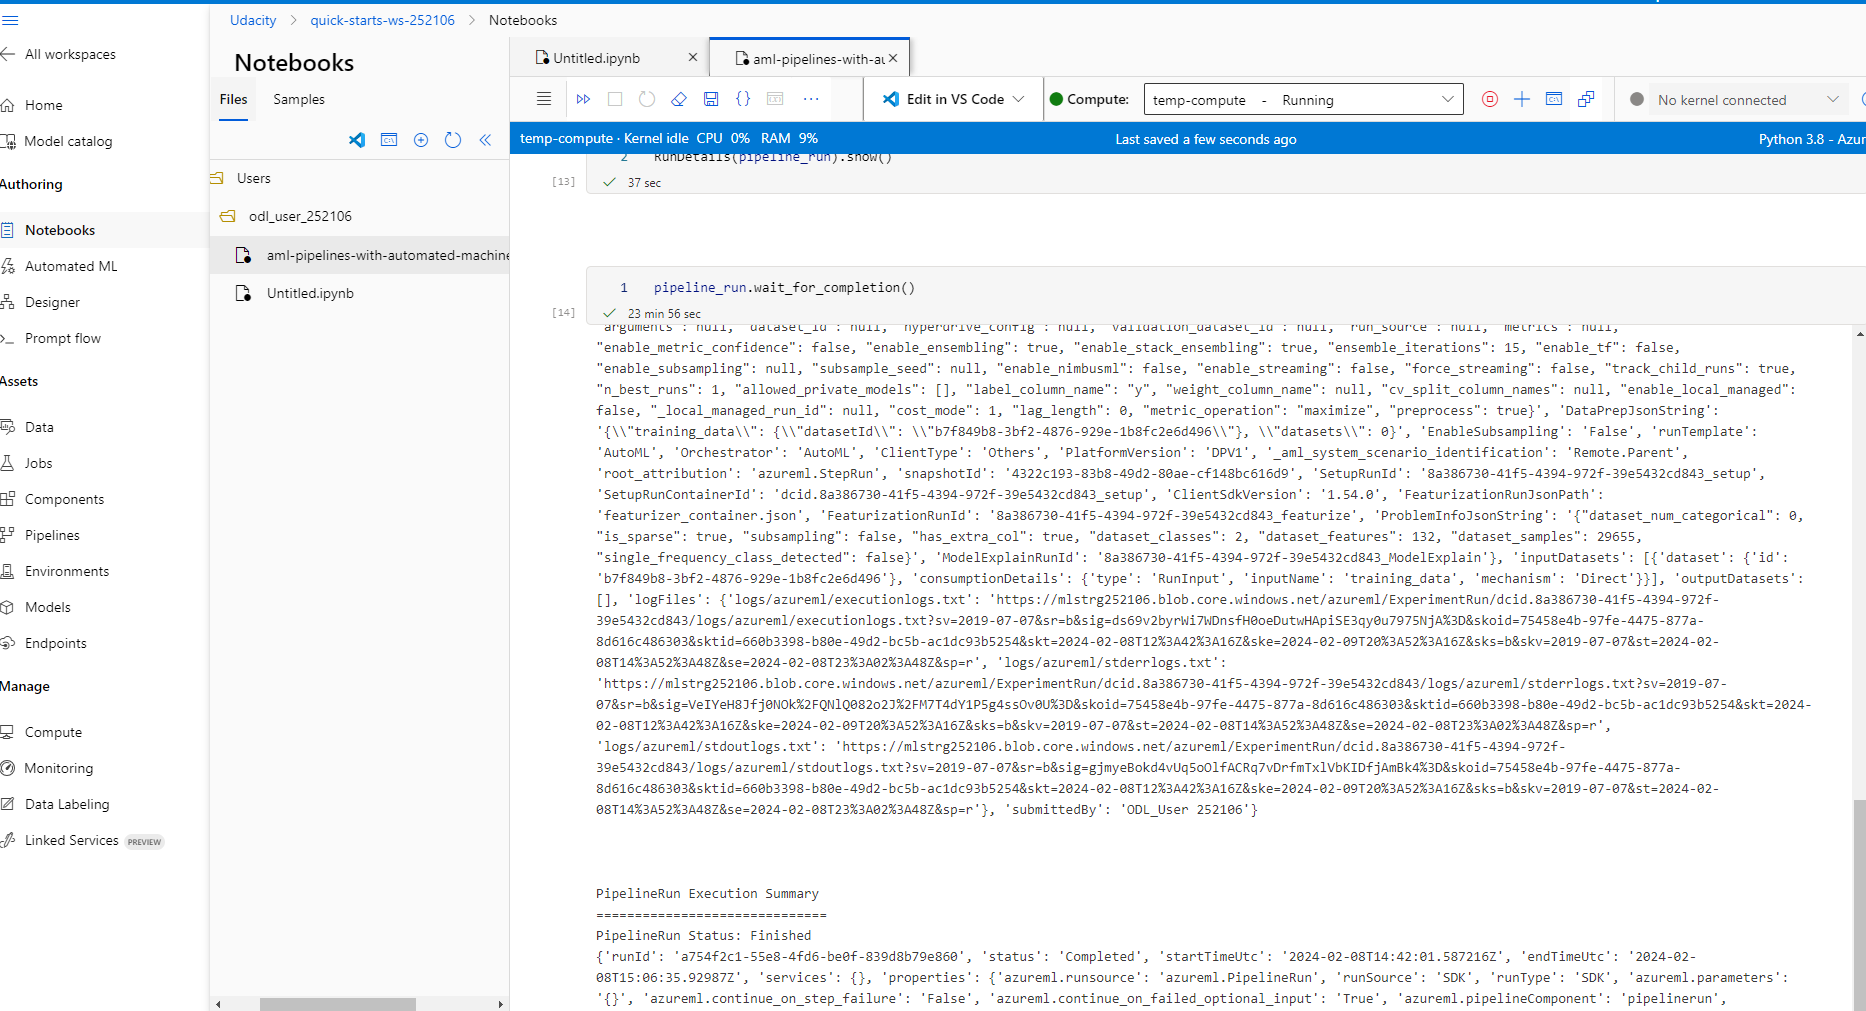 Udacity > quick-starts-ws-252106 > Notebooks
All workspaces
Home
Model catalog
Authoring
Notebooks
Automated ML
Designer
Prompt flow
Assets
Data
Jobs
Components
Pipelines
Environments
Models
Endpoints
Manage
Compute
Monitoring
Data Labeling
Linked Services PREVIEW
Notebooks
Files Samples
Users
odl_user_252106
aml-pipelines-with-automated-machine
Untitled.ipynb
Untitled.ipynb × aml-pipelines-with-au ×
Edit in VS Code Compute: temp-compute - Running No kernel connected
temp-compute · Kernel idle CPU 0% RAM 9% Last saved a few seconds ago Python 3.8 - Azur
2 RunDetails(pipeline_run).show()
[13] 37 sec
1 pipeline_run.wait_for_completion()
[14] 23 min 56 sec
"arguments": null, "dataset_id": null, "hyperdrive_config": null, "validation_dataset_id": null, "run_source": null, "metrics": null,
"enable_metric_confidence": false, "enable_ensembling": true, "enable_stack_ensembling": true, "ensemble_iterations": 15, "enable_tf": false,
"enable_subsampling": null, "subsample_seed": null, "enable_nimbusml": false, "enable_streaming": false, "force_streaming": false, "track_child_runs": true,
"n_best_runs": 1, "allowed_private_models": [], "label_column_name": "y", "weight_column_name": null, "cv_split_column_names": null, "enable_local_managed":
false, "_local_managed_run_id": null, "cost_mode": 1, "lag_length": 0, "metric_operation": "maximize", "preprocess": true}', 'DataPrepJsonString':
'{\\"training_data\\": {\\"datasetId\\": \\"b7f849b8-3bf2-4876-929e-1b8fc2e6d496\\"}, \\"datasets\\": 0}', 'EnableSubsampling': 'False', 'runTemplate':
'AutoML', 'Orchestrator': 'AutoML', 'ClientType': 'Others', 'PlatformVersion': 'DPV1', '_aml_system_scenario_identification': 'Remote.Parent',
'root_attribution': 'azureml.StepRun', 'snapshotId': '4322c193-83b8-49d2-80ae-cf148bc616d9', 'SetupRunId': '8a386730-41f5-4394-972f-39e5432cd843_setup',
'SetupRunContainerId': 'dcid.8a386730-41f5-4394-972f-39e5432cd843_setup', 'ClientSdkVersion': '1.54.0', 'FeaturizationRunJsonPath':
'featurizer_container.json', 'FeaturizationRunId': '8a386730-41f5-4394-972f-39e5432cd843_featurize', 'ProblemInfoJsonString': '{"dataset_num_categorical": 0,
"is_sparse": true, "subsampling": false, "has_extra_col": true, "dataset_classes": 2, "dataset_features": 132, "dataset_samples": 29655,
"single_frequency_class_detected": false}', 'ModelExplainRunId': '8a386730-41f5-4394-972f-39e5432cd843_ModelExplain'}, 'inputDatasets': [{'dataset': {'id':
'b7f849b8-3bf2-4876-929e-1b8fc2e6d496'}, 'consumptionDetails': {'type': 'RunInput', 'inputName': 'training_data', 'mechanism': 'Direct'}}], 'outputDatasets':
[], 'logFiles': {'logs/azureml/executionlogs.txt': 'https://mlstrg252106.blob.core.windows.net/azureml/ExperimentRun/dcid.8a386730-41f5-4394-972f-
39e5432cd843/logs/azureml/executionlogs.txt?sv=2019-07-07&sr=b&sig=ds69v2byrWi7WDnsfH0oeDutwHApiSE3qy0u7975NjA%3D&skoid=75458e4b-97fe-4475-877a-
8d616c486303&sktid=660b3398-b80e-49d2-bc5b-ac1dc93b5254&skt=2024-02-08T12%3A42%3A16Z&ske=2024-02-09T20%3A52%3A16Z&sks=b&skv=2019-07-07&st=2024-02-
08T14%3A52%3A48Z&se=2024-02-08T23%3A02%3A48Z&sp=r', 'logs/azureml/stderrlogs.txt':
'https://mlstrg252106.blob.core.windows.net/azureml/ExperimentRun/dcid.8a386730-41f5-4394-972f-39e5432cd843/logs/azureml/stderrlogs.txt?sv=2019-07-
07&sr=b&sig=VeIYeH8Jfj0NOk%2FQNlQ082o2J%2FM7T4dY1P5g4ssOv0U%3D&skoid=75458e4b-97fe-4475-877a-8d616c486303&sktid=660b3398-b80e-49d2-bc5b-ac1dc93b5254&skt=2024-
02-08T12%3A42%3A16Z&ske=2024-02-09T20%3A52%3A16Z&sks=b&skv=2019-07-07&st=2024-02-08T14%3A52%3A48Z&se=2024-02-08T23%3A02%3A48Z&sp=r',
'logs/azureml/stdoutlogs.txt': 'https://mlstrg252106.blob.core.windows.net/azureml/ExperimentRun/dcid.8a386730-41f5-4394-972f-
39e5432cd843/logs/azureml/stdoutlogs.txt?sv=2019-07-07&sr=b&sig=gjmyeBokd4vUq5oOlfACRq7vDrfmTxlVbKIDfjAmBk4%3D&skoid=75458e4b-97fe-4475-877a-
8d616c486303&sktid=660b3398-b80e-49d2-bc5b-ac1dc93b5254&skt=2024-02-08T12%3A42%3A16Z&ske=2024-02-09T20%3A52%3A16Z&sks=b&skv=2019-07-07&st=2024-02-
08T14%3A52%3A48Z&se=2024-02-08T23%3A02%3A48Z&sp=r'}, 'submittedBy': 'ODL_User 252106'}
PipelineRun Execution Summary
==============================
PipelineRun Status: Finished
{'runId': 'a754f2c1-55e8-4fd6-be0f-839d8b79e860', 'status': 'Completed', 'startTimeUtc': '2024-02-08T14:42:01.587216Z', 'endTimeUtc': '2024-02-
08T15:06:35.92987Z', 'services': {}, 'properties': {'azureml.runsource': 'azureml.PipelineRun', 'runSource': 'SDK', 'runType': 'SDK', 'azureml.parameters':
'{}', 'azureml.continue_on_step_failure': 'False', 'azureml.continue_on_failed_optional_input': 'True', 'azureml.pipelineComponent': 'pipelinerun',